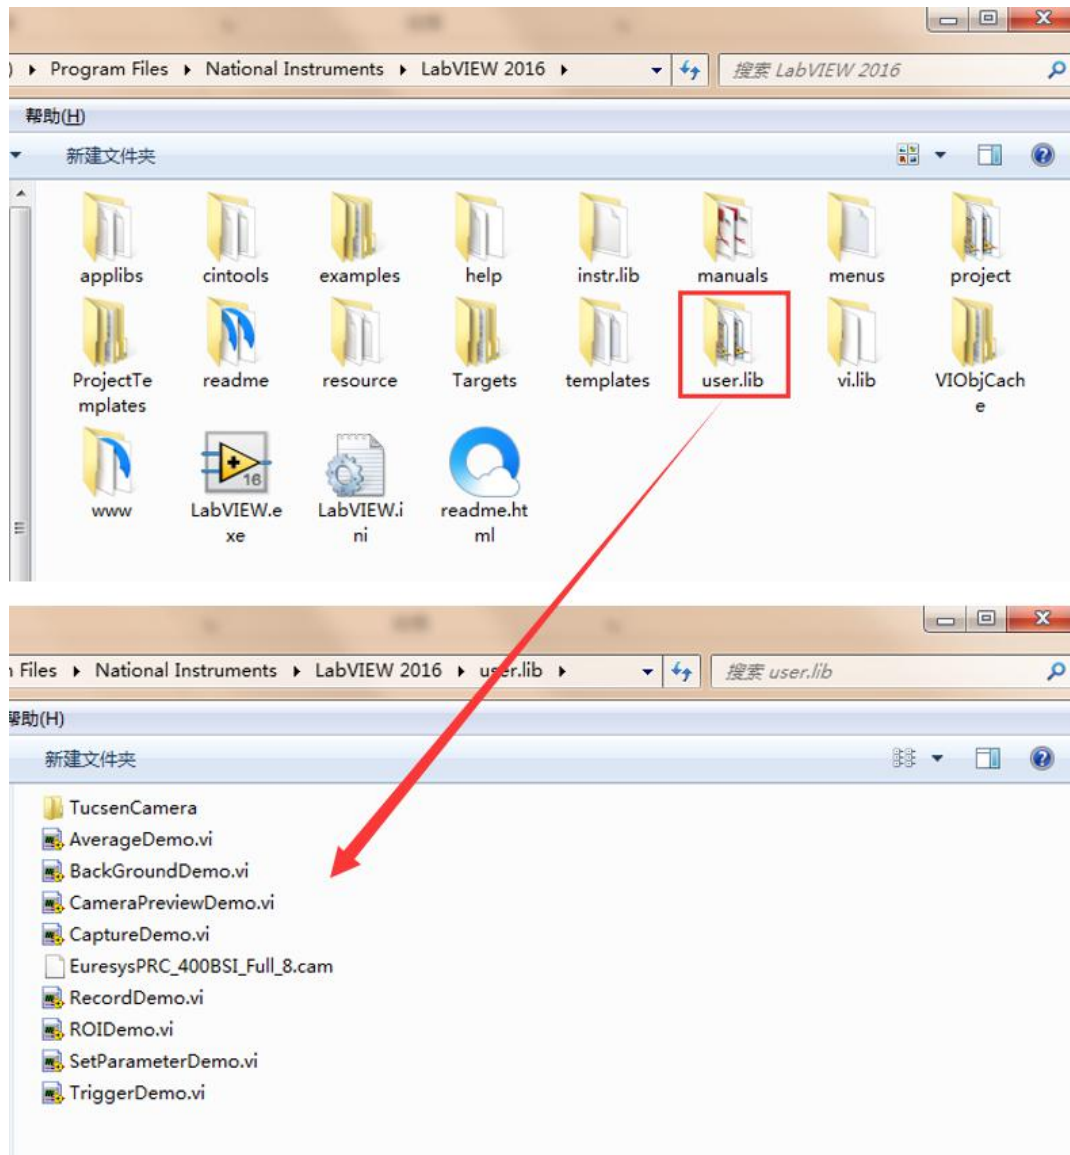 ) ▸ Program Files ▸ National Instruments ▸ LabVIEW 2016 ▸ 搜索 LabVIEW 2016
帮助(H)
新建文件夹
applibs cintools examples help instr.lib manuals menus project
ProjectTe readme resource Targets templates user.lib vi.lib VIObjCach
mplates e
www LabVIEW.e LabVIEW.i readme.ht
xe ni ml
Files ▸ National Instruments ▸ LabVIEW 2016 ▸ user.lib ▸ 搜索 user.lib
帮助(H)
新建文件夹
TucsenCamera
AverageDemo.vi
BackGroundDemo.vi
CameraPreviewDemo.vi
CaptureDemo.vi
EuresysPRC_400BSI_Full_8.cam
RecordDemo.vi
ROIDemo.vi
SetParameterDemo.vi
TriggerDemo.vi